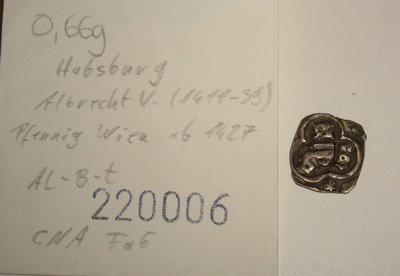 0,66g
Habsburg
Albrecht V. (1411-39)
Pfennig Wien ab 1427
AL-B-t
220006
CNA Fa6